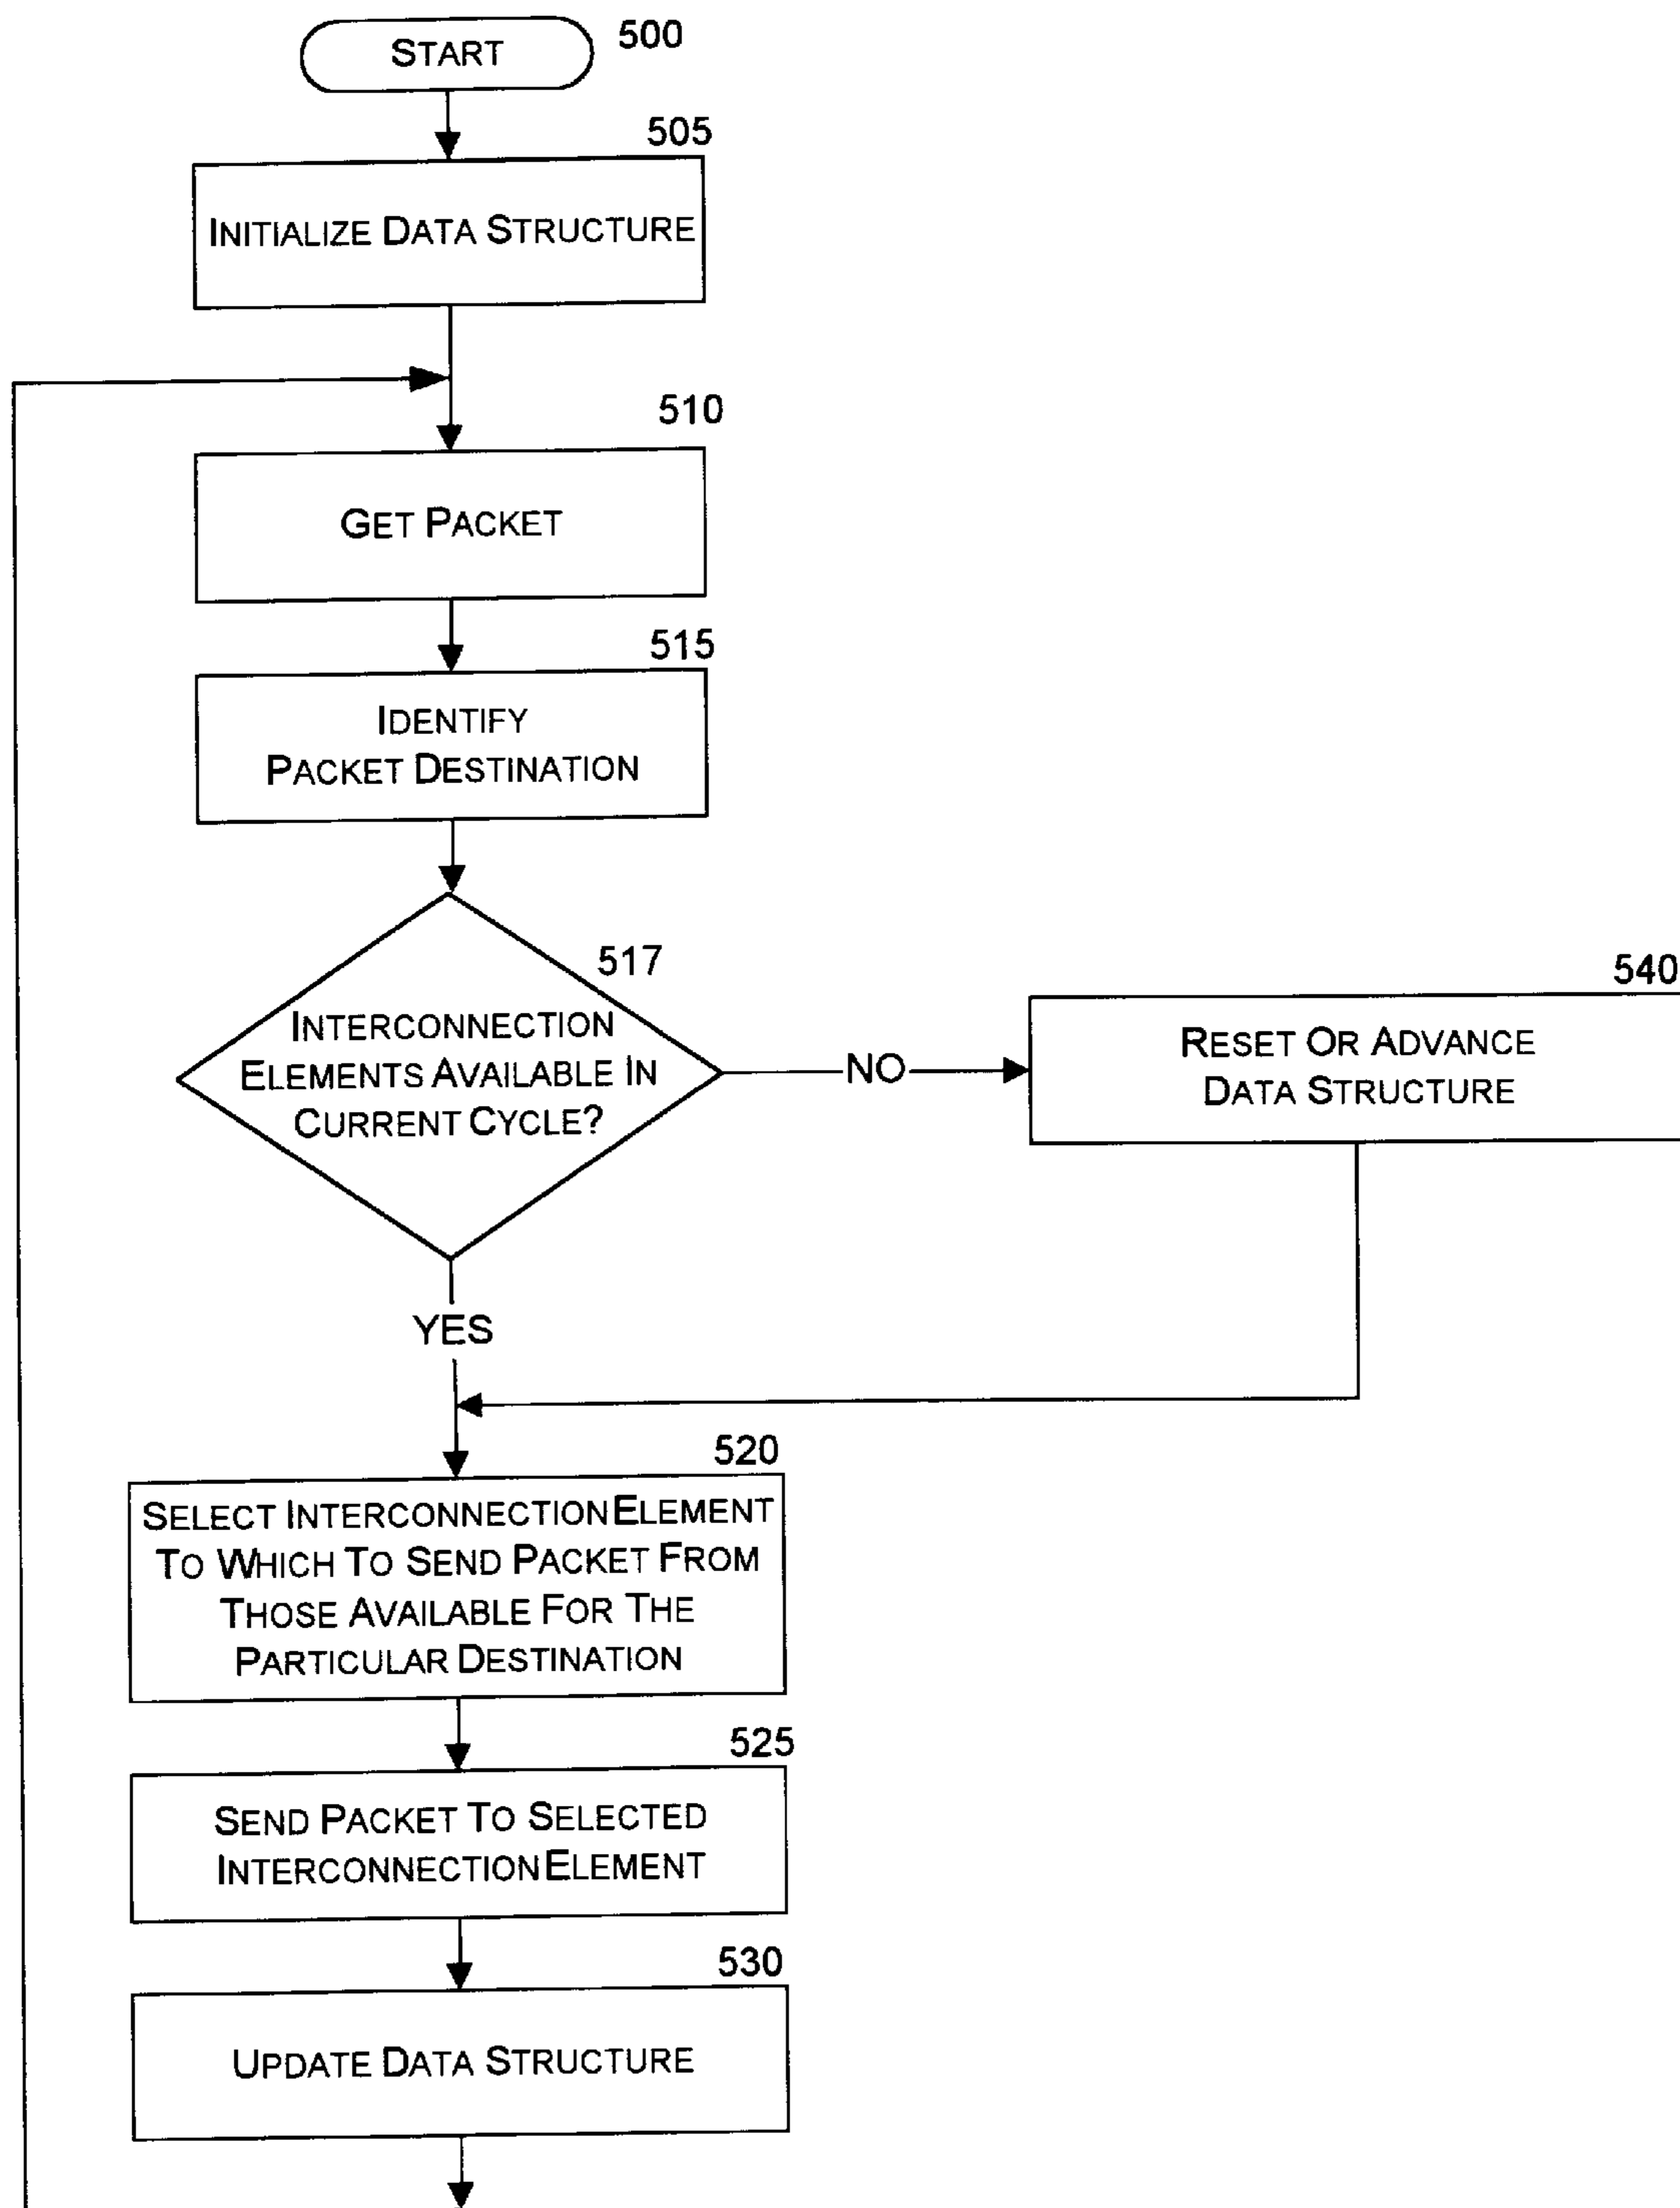 START
500
505
INITIALIZE DATA STRUCTURE
510
GET PACKET
515
IDENTIFY
PACKET DESTINATION
517
INTERCONNECTION
ELEMENTS AVAILABLE IN
CURRENT CYCLE?
NO
540
RESET OR ADVANCE
DATA STRUCTURE
YES
520
SELECT INTERCONNECTION ELEMENT
TO WHICH TO SEND PACKET FROM
THOSE AVAILABLE FOR THE
PARTICULAR DESTINATION
525
SEND PACKET TO SELECTED
INTERCONNECTION ELEMENT
530
UPDATE DATA STRUCTURE